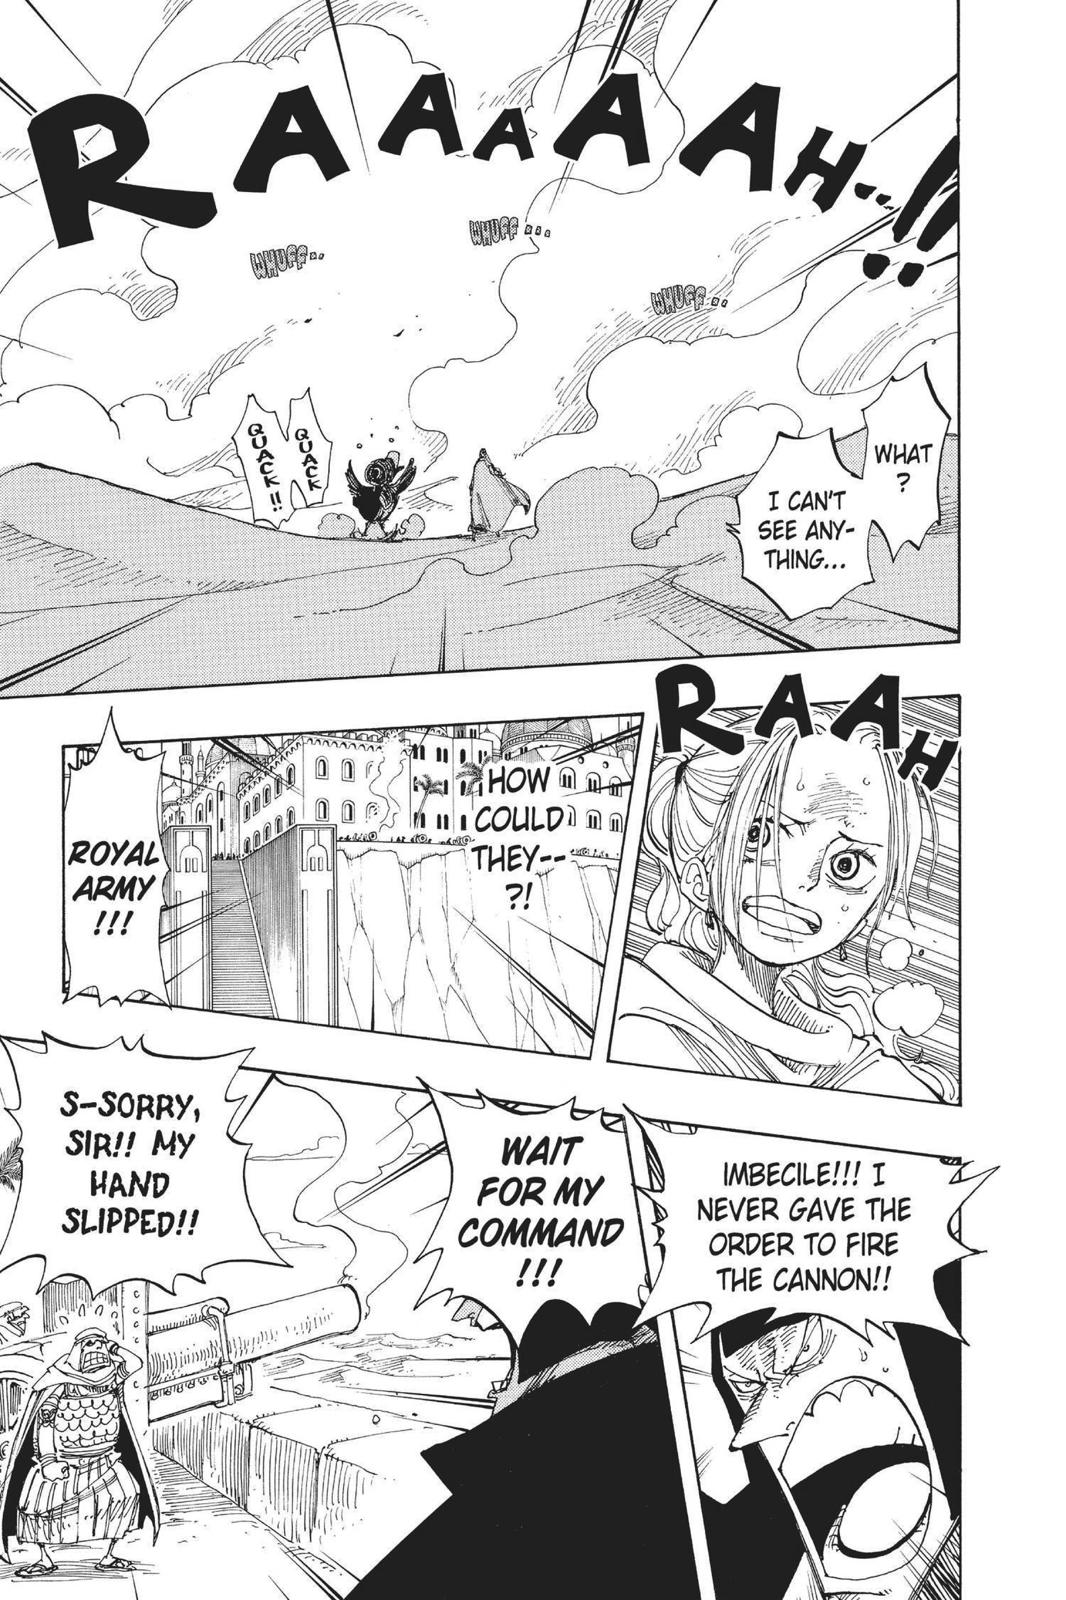 RAAAAAH..!!
WHUFF...
WHUFF...
WHUFF...
WHAT
?
I CAN'T
SEE ANY-
THING...
QUACK
QUACK!!
RAAH
HOW
COULD
THEY--
?!
ROYAL
ARMY
!!!
IMBECILE!!! I
NEVER GAVE THE
ORDER TO FIRE
THE CANNON!!
WAIT
FOR MY
COMMAND
!!!
S-SORRY,
SIR!! MY
HAND
SLIPPED!!